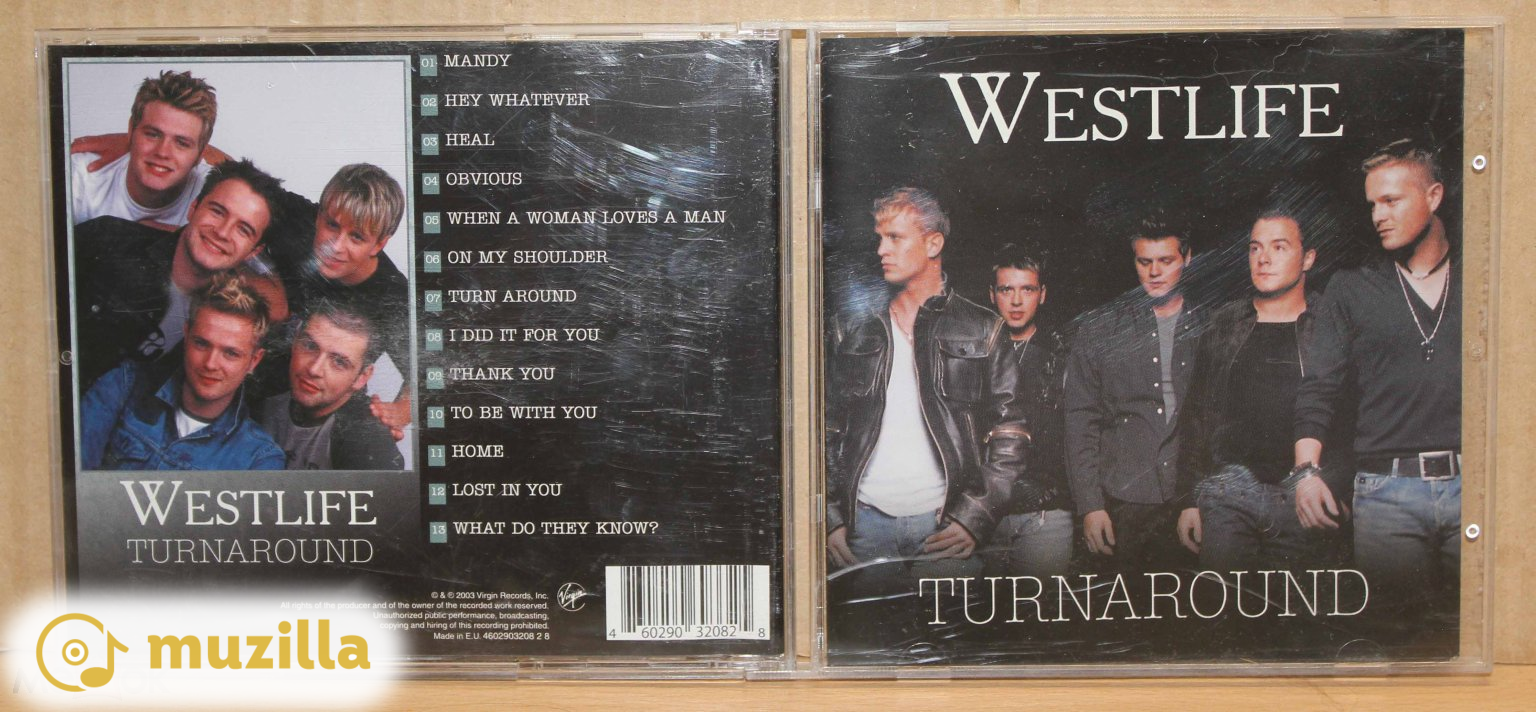 01 MANDY
02 HEY WHATEVER
03 HEAL
04 OBVIOUS
05 WHEN A WOMAN LOVES A MAN
06 ON MY SHOULDER
07 TURN AROUND
08 I DID IT FOR YOU
09 THANK YOU
10 TO BE WITH YOU
11 HOME
12 LOST IN YOU
13 WHAT DO THEY KNOW?
WESTLIFE
TURNAROUND
© & ℗ 2003 Virgin Records, Inc.
All rights of the producer and of the owner of the recorded work reserved.
Unauthorized public performance, broadcasting,
copying and hiring of this recording prohibited.
Made in E.U. 4602903208 2 8
Virgin
4 60290 32082 8
muzilla
WESTLIFE
TURNAROUND